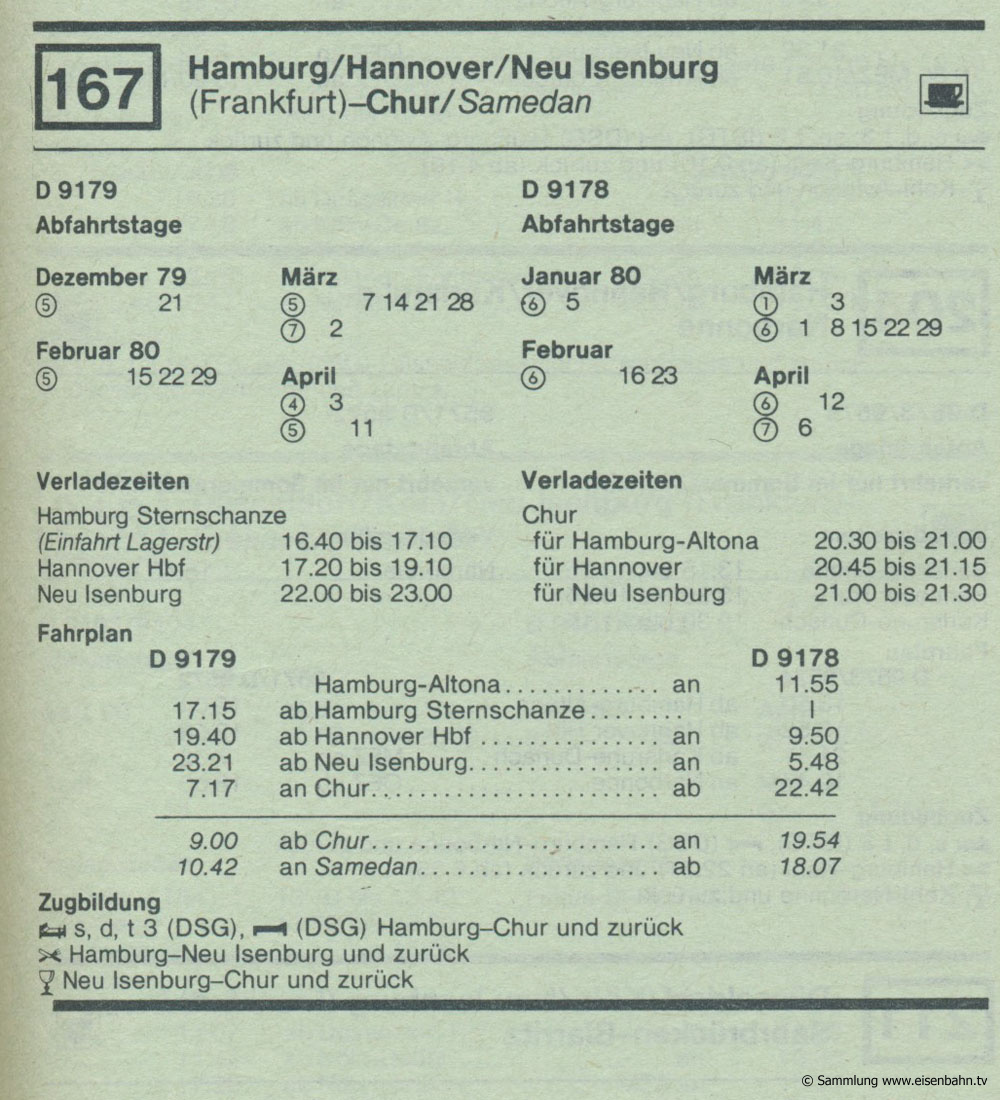 167
Hamburg/Hannover/Neu Isenburg
(Frankfurt)–Chur/Samedan
D 9179
Abfahrtstage
Dezember 79
⑤ 21
Februar 80
⑤ 15 22 29
März
⑤ 7 14 21 28
⑦ 2
April
④ 3
⑤ 11
D 9178
Abfahrtstage
Januar 80
⑥ 5
Februar
⑥ 16 23
März
① 3
⑥ 1 8 15 22 29
April
⑥ 12
⑦ 6
Verladezeiten
Hamburg Sternschanze
(Einfahrt Lagerstr) 16.40 bis 17.10
Hannover Hbf 17.20 bis 19.10
Neu Isenburg 22.00 bis 23.00
Verladezeiten
Chur
für Hamburg-Altona 20.30 bis 21.00
für Hannover 20.45 bis 21.15
für Neu Isenburg 21.00 bis 21.30
Fahrplan
D 9179 D 9178
Hamburg-Altona............. an 11.55
17.15 ab Hamburg Sternschanze........ |
19.40 ab Hannover Hbf ............... an 9.50
23.21 ab Neu Isenburg................ an 5.48
7.17 an Chur........................ ab 22.42
9.00 ab Chur........................ an 19.54
10.42 an Samedan.................... ab 18.07
Zugbildung
s, d, t 3 (DSG), (DSG) Hamburg–Chur und zurück
Hamburg–Neu Isenburg und zurück
Neu Isenburg–Chur und zurück
© Sammlung www.eisenbahn.tv